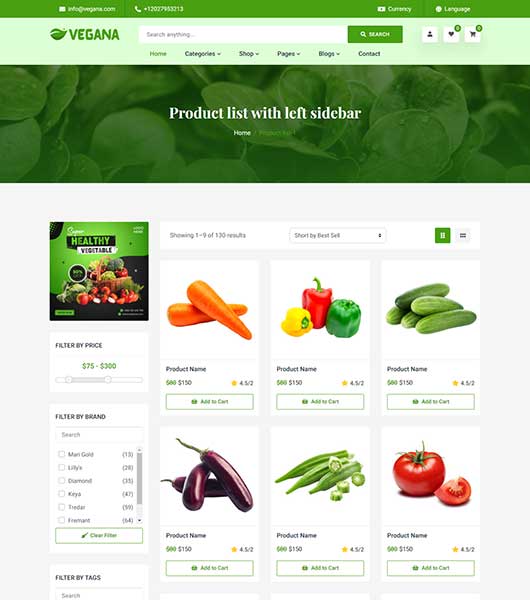 info@vegana.com +12027953213 Currency Language
VEGANA
Search anything... SEARCH 0 0
Home Categories Shop Pages Blogs Contact
Product list with left sidebar
Home / Product list 1
Super
HEALTHY
VEGETABLE
50%
Showing 1–9 of 130 results Short by Best Sell
Product Name Product Name Product Name
$80 $150 4.5/2 $80 $150 4.5/2 $80 $150 4.5/2
Add to Cart Add to Cart Add to Cart
FILTER BY PRICE
$75 - $300
FILTER BY BRAND
Search
Mari Gold (13)
Lilly's (28)
Diamond (35)
Keya (47)
Tredar (59)
Fremant (64)
Clear Filter
Product Name Product Name Product Name
$80 $150 4.5/2 $80 $150 4.5/2 $80 $150 4.5/2
Add to Cart Add to Cart Add to Cart
FILTER BY TAGS
Search